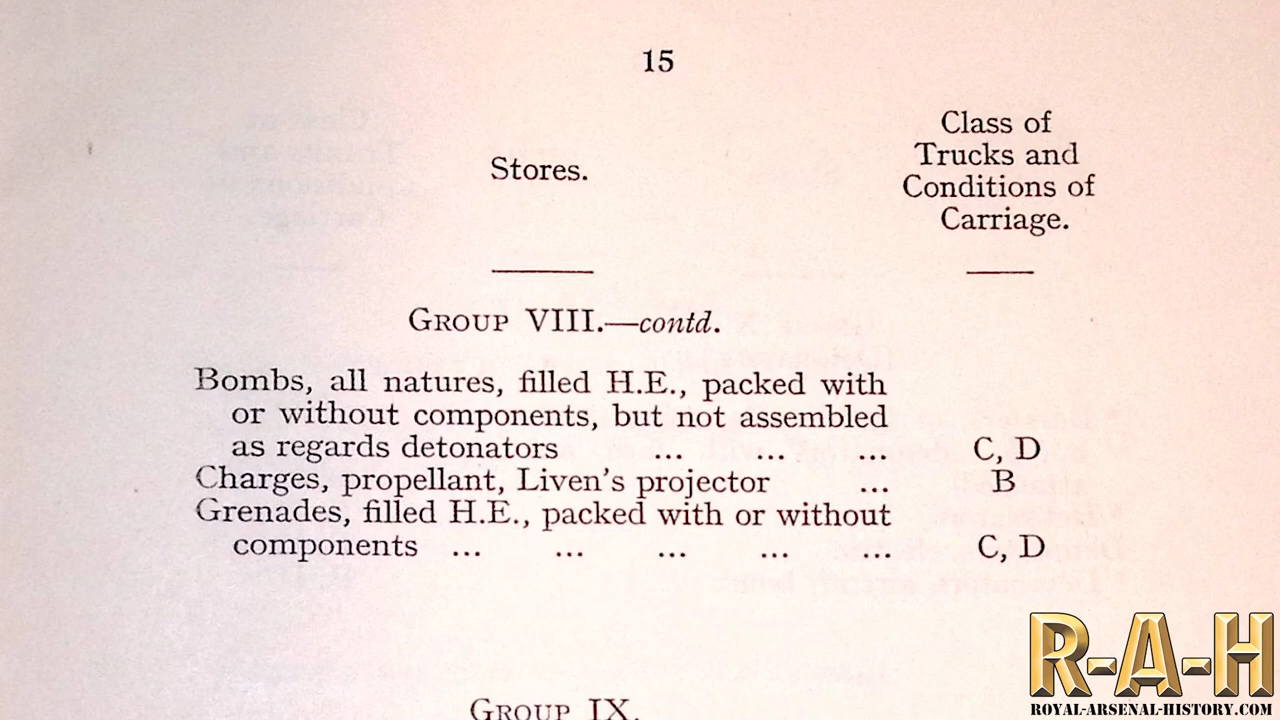 15
Stores.
Class of
Trucks and
Conditions of
Carriage.
GROUP VIII.—contd.
Bombs, all natures, filled H.E., packed with
or without components, but not assembled
as regards detonators ... ... ... C, D
Charges, propellant, Liven's projector ... B
Grenades, filled H.E., packed with or without
components ... ... ... ... ... C, D
GROUP IX.
R-A-H
ROYAL-ARSENAL-HISTORY.COM